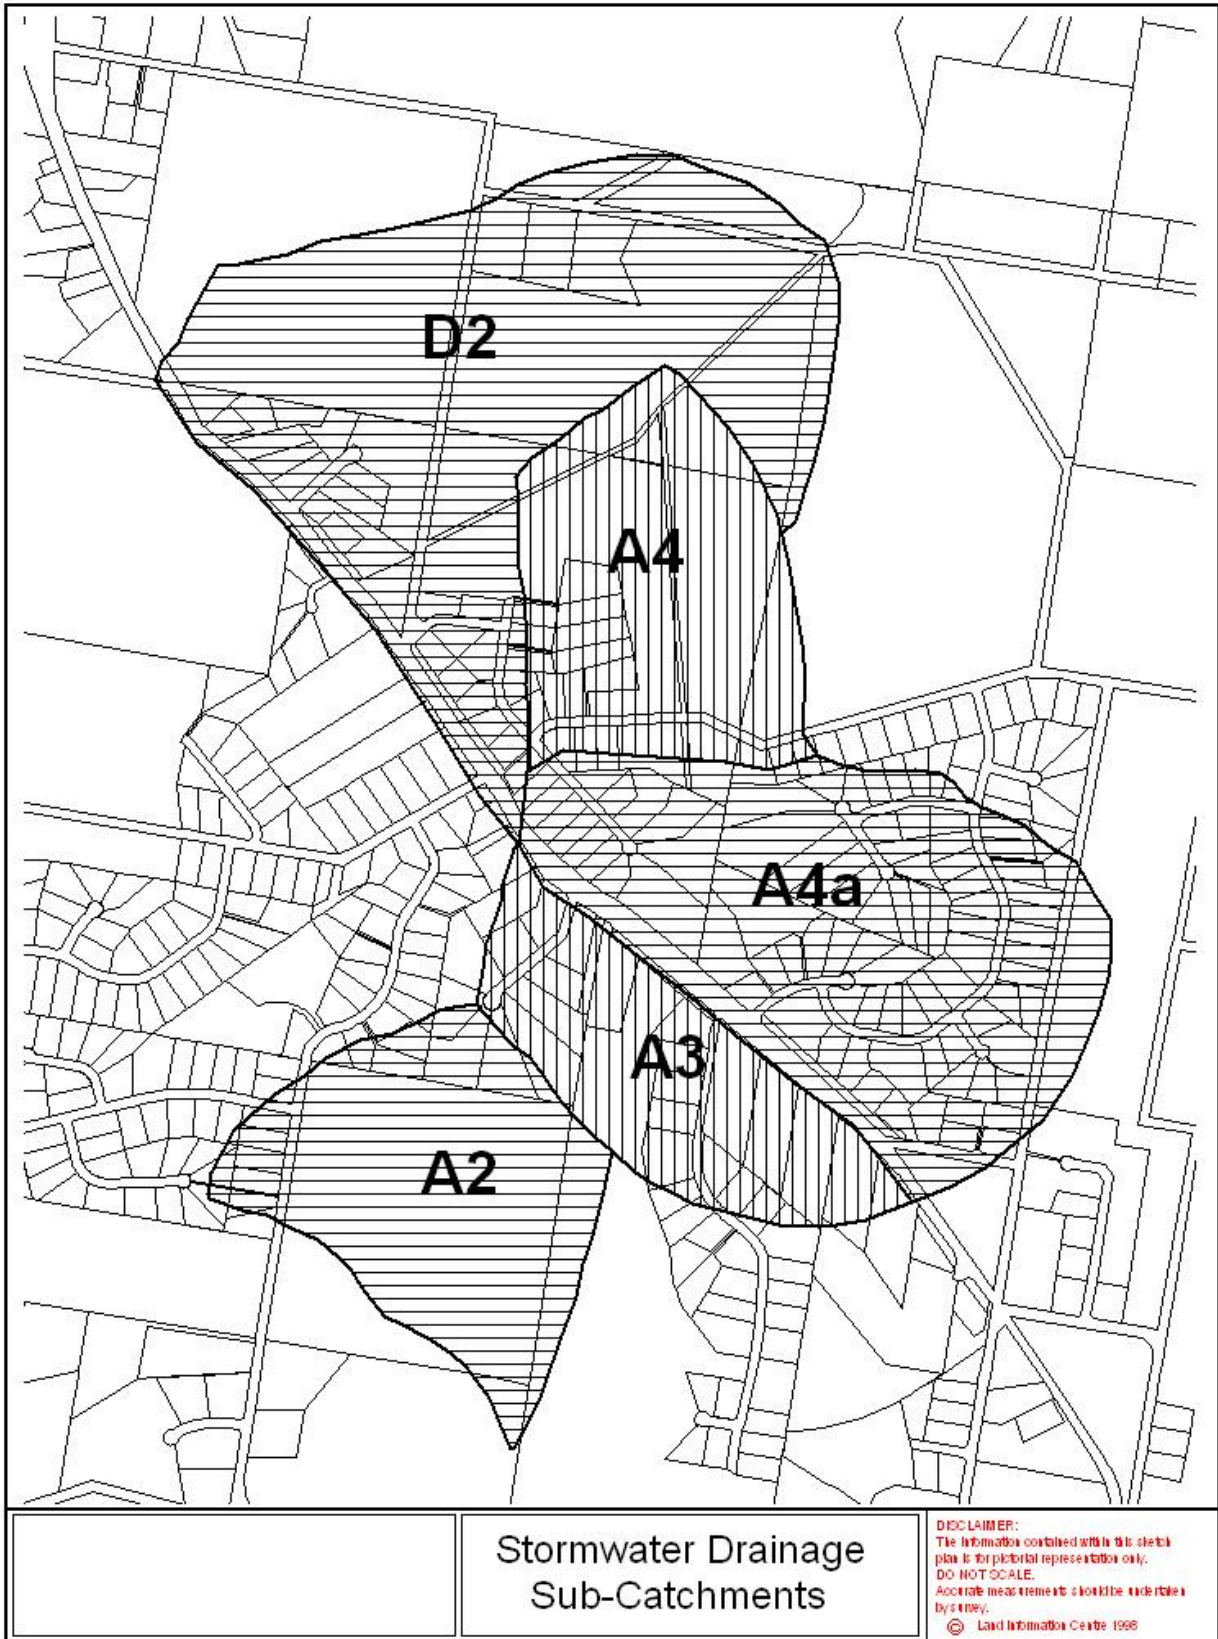 D2
A4
A4a
A3
A2
Stormwater Drainage
Sub-Catchments
DISCLAIMER:
The information contained within this sketch
plan is for pictorial representation only.
DO NOT SCALE.
Accurate measurements should be undertaken
by survey.
© Land Information Centre 1998